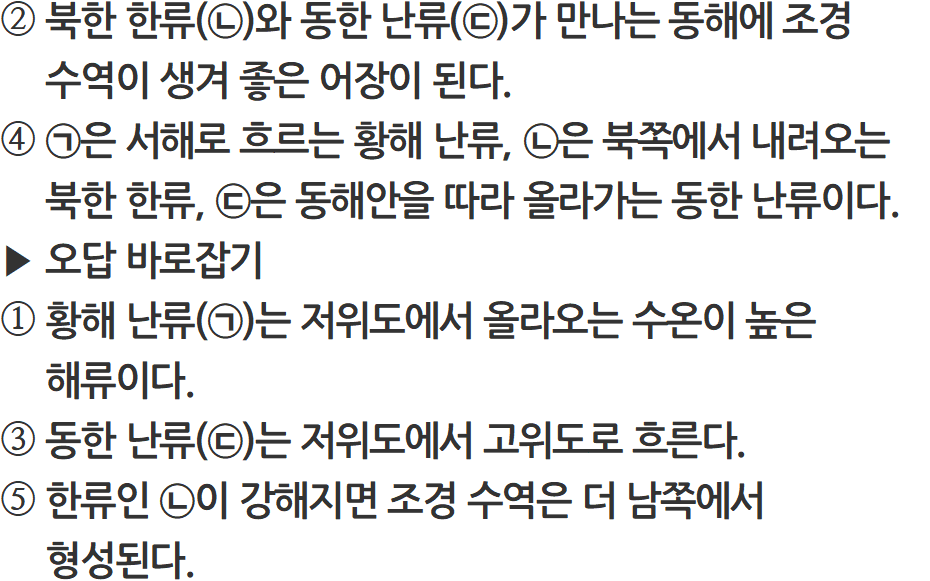 ② 북한 한류(㉡)와 동한 난류(㉢)가 만나는 동해에 조경
수역이 생겨 좋은 어장이 된다.
④ ㉠은 서해로 흐르는 황해 난류, ㉡은 북쪽에서 내려오는
북한 한류, ㉢은 동해안을 따라 올라가는 동한 난류이다.
▶ 오답 바로잡기
① 황해 난류(㉠)는 저위도에서 올라오는 수온이 높은
해류이다.
③ 동한 난류(㉢)는 저위도에서 고위도로 흐른다.
⑤ 한류인 ㉡이 강해지면 조경 수역은 더 남쪽에서
형성된다.